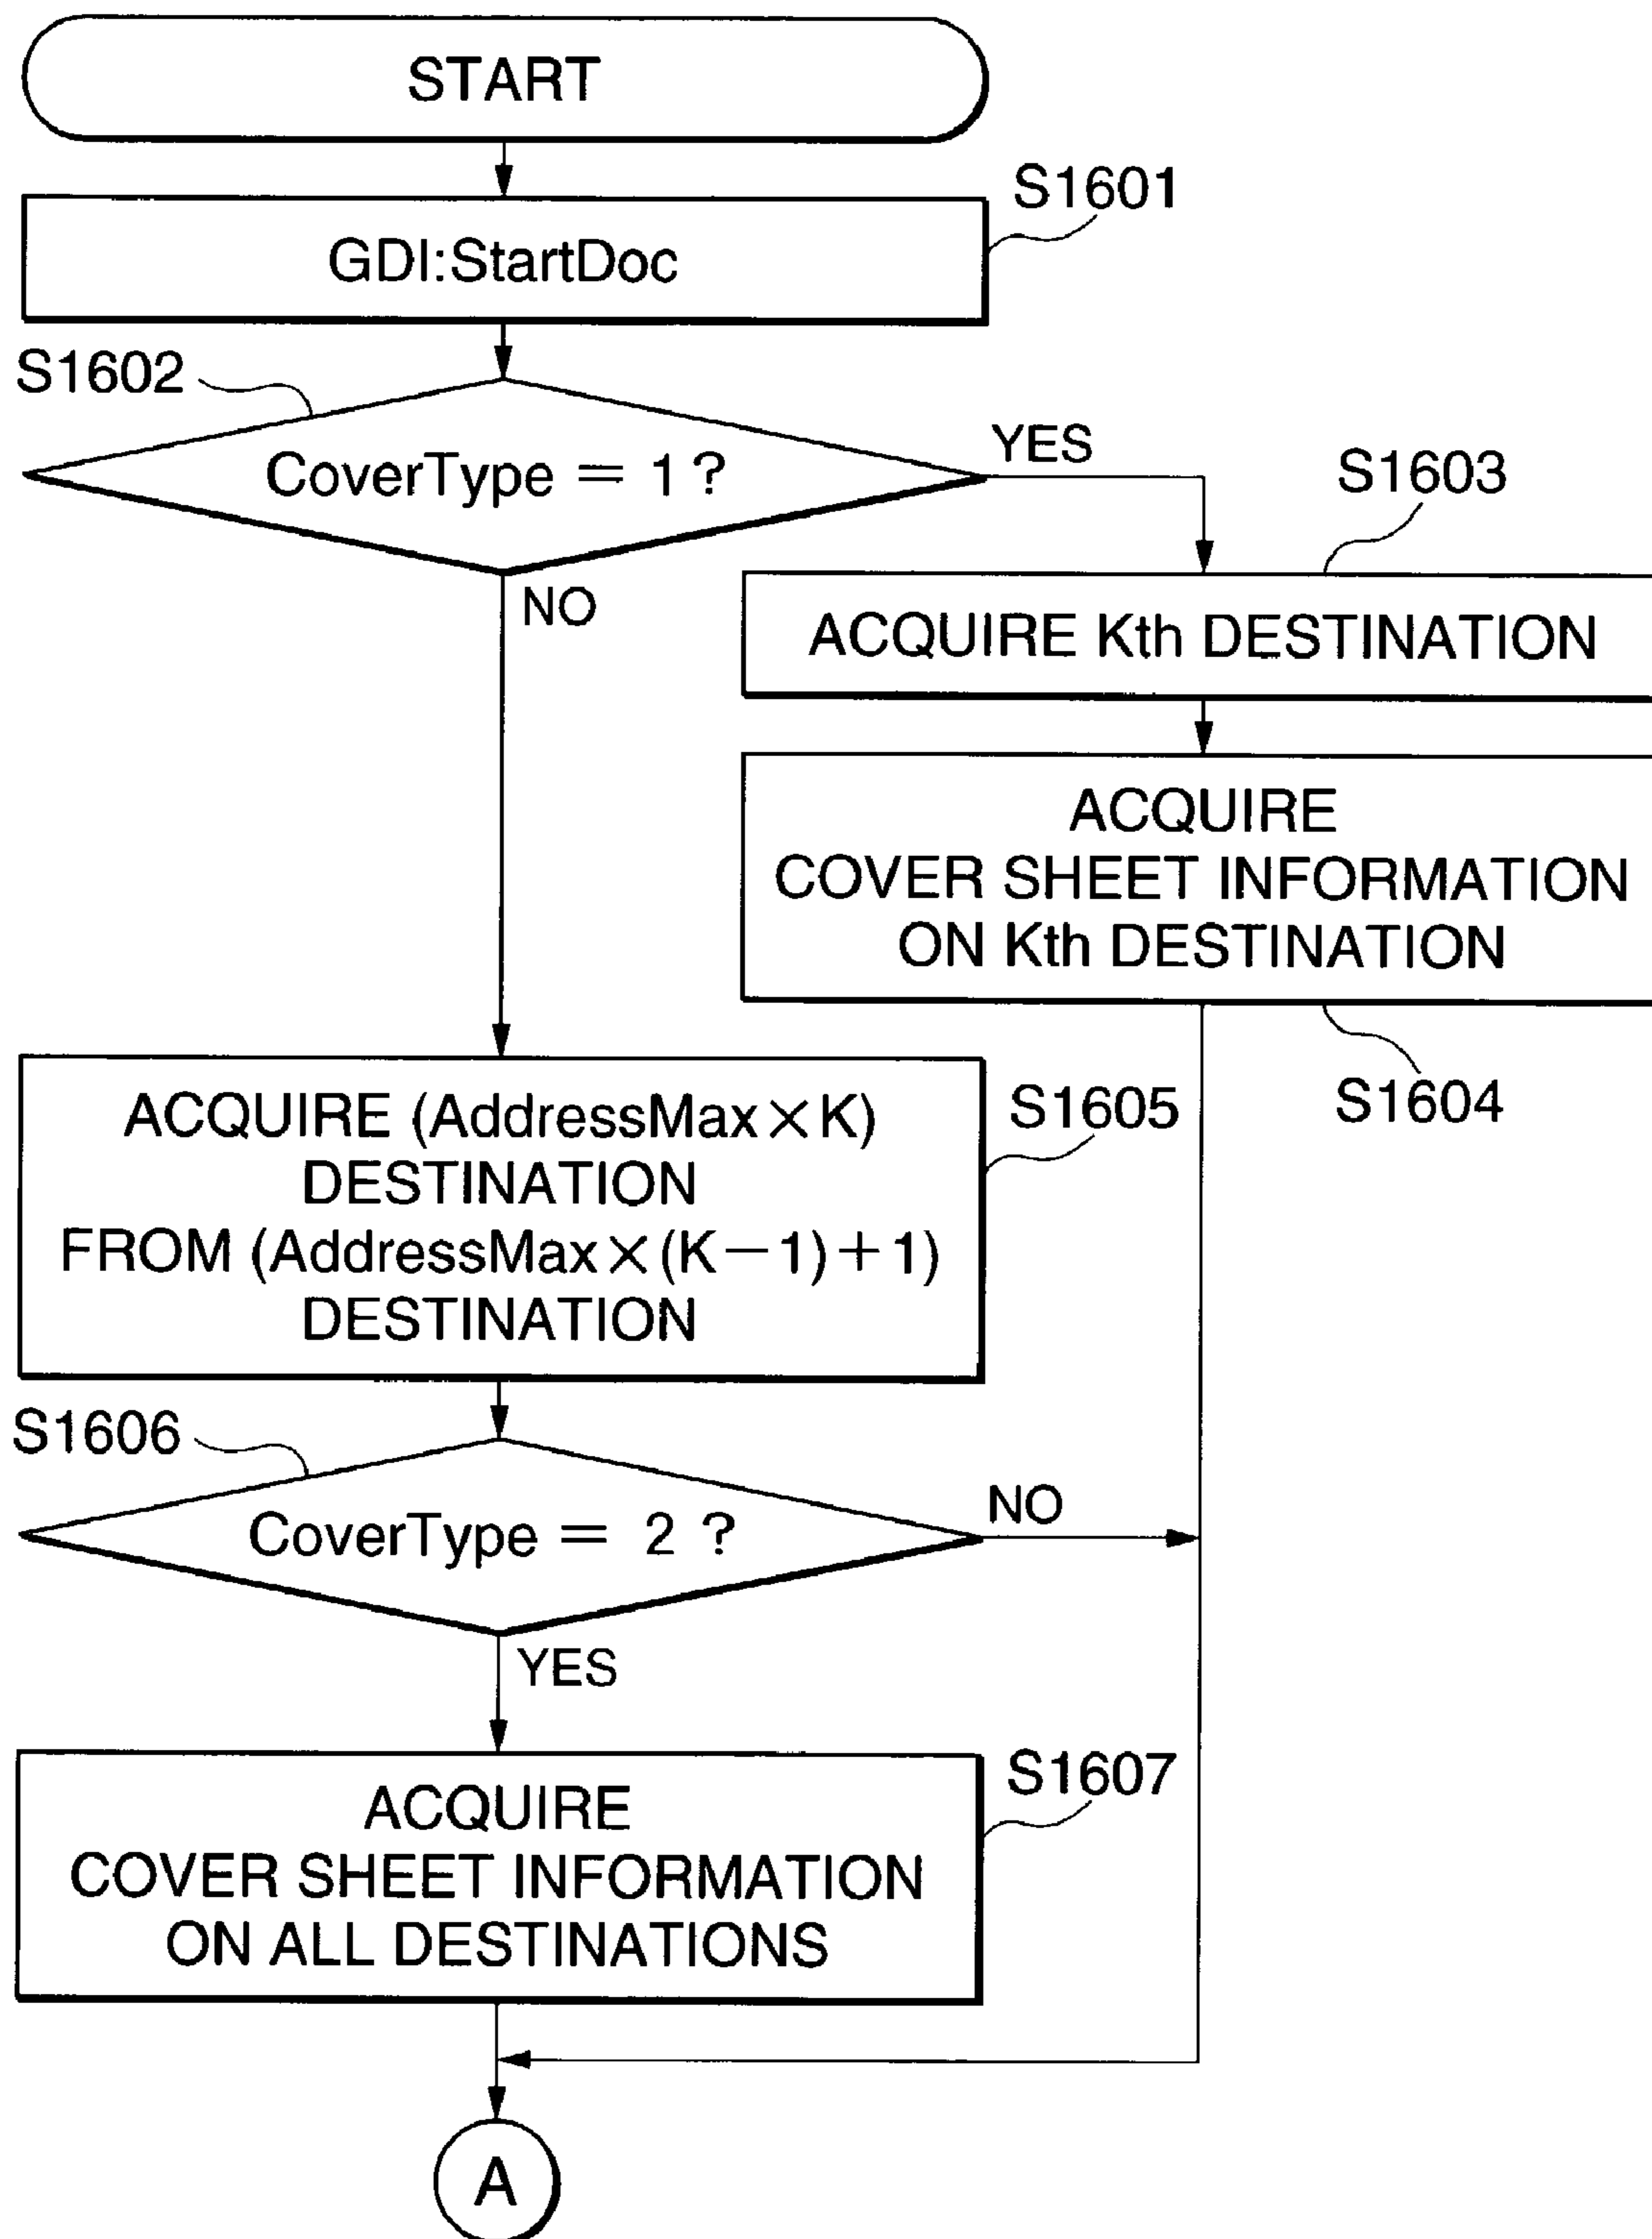 START
S1601
GDI:StartDoc
S1602
CoverType = 1 ?
YES
NO
S1603
ACQUIRE Kth DESTINATION
ACQUIRE
COVER SHEET INFORMATION
ON Kth DESTINATION
S1604
ACQUIRE (AddressMax×K)
DESTINATION
FROM (AddressMax×(K−1)+1)
DESTINATION
S1605
S1606
CoverType = 2 ?
NO
YES
S1607
ACQUIRE
COVER SHEET INFORMATION
ON ALL DESTINATIONS
A